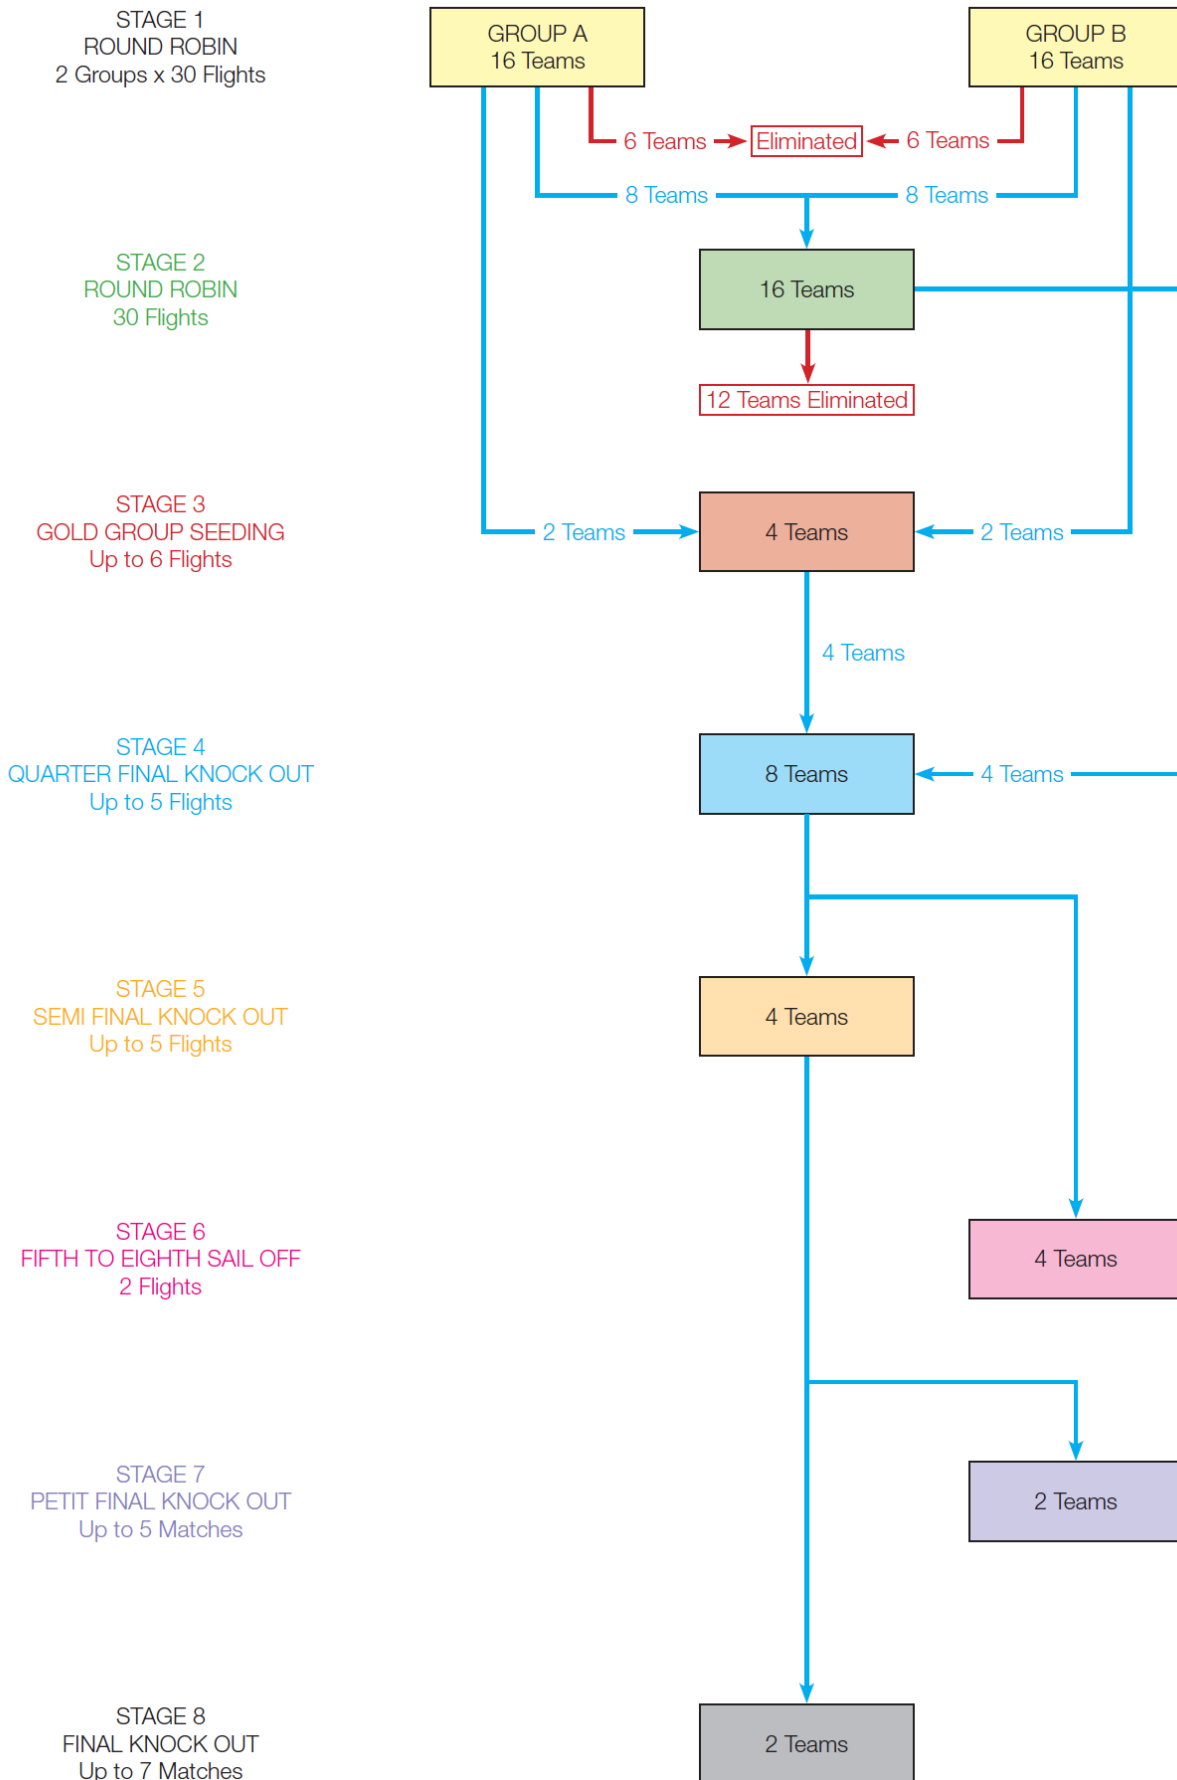 STAGE 1
ROUND ROBIN
2 Groups x 30 Flights
GROUP A
16 Teams
GROUP B
16 Teams
6 Teams
Eliminated
6 Teams
8 Teams
8 Teams
STAGE 2
ROUND ROBIN
30 Flights
16 Teams
12 Teams Eliminated
STAGE 3
GOLD GROUP SEEDING
Up to 6 Flights
2 Teams
4 Teams
2 Teams
4 Teams
STAGE 4
QUARTER FINAL KNOCK OUT
Up to 5 Flights
8 Teams
4 Teams
STAGE 5
SEMI FINAL KNOCK OUT
Up to 5 Flights
4 Teams
STAGE 6
FIFTH TO EIGHTH SAIL OFF
2 Flights
4 Teams
STAGE 7
PETIT FINAL KNOCK OUT
Up to 5 Matches
2 Teams
STAGE 8
FINAL KNOCK OUT
Up to 7 Matches
2 Teams